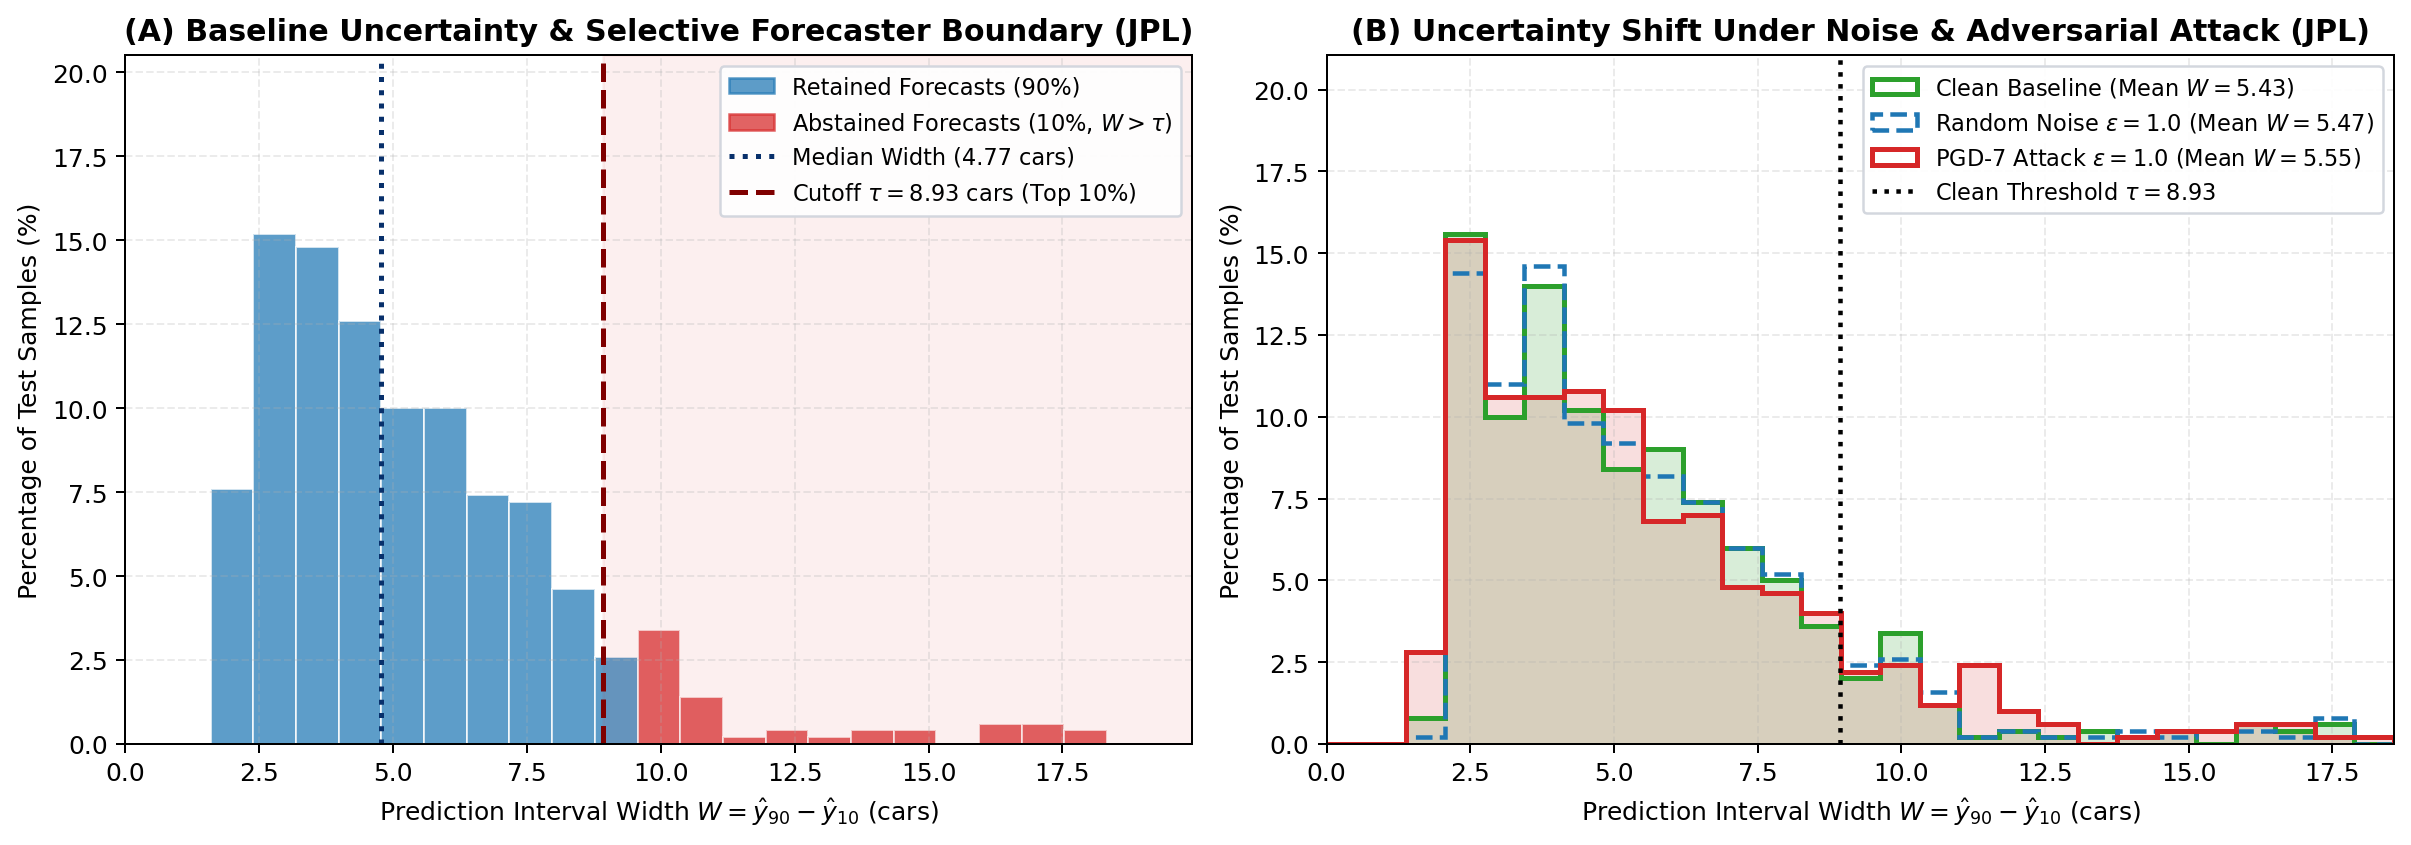 (A) Baseline Uncertainty & Selective Forecaster Boundary (JPL)
Percentage of Test Samples (%)
20.0
17.5
15.0
12.5
10.0
7.5
5.0
2.5
0.0
Retained Forecasts (90%)
Abstained Forecasts (10%, W > τ)
Median Width (4.77 cars)
Cutoff τ = 8.93 cars (Top 10%)
0.0 2.5 5.0 7.5 10.0 12.5 15.0 17.5
Prediction Interval Width W = ŷ₉₀ − ŷ₁₀ (cars)
(B) Uncertainty Shift Under Noise & Adversarial Attack (JPL)
Percentage of Test Samples (%)
20.0
17.5
15.0
12.5
10.0
7.5
5.0
2.5
0.0
Clean Baseline (Mean W = 5.43)
Random Noise ε = 1.0 (Mean W = 5.47)
PGD-7 Attack ε = 1.0 (Mean W = 5.55)
Clean Threshold τ = 8.93
0.0 2.5 5.0 7.5 10.0 12.5 15.0 17.5
Prediction Interval Width W = ŷ₉₀ − ŷ₁₀ (cars)